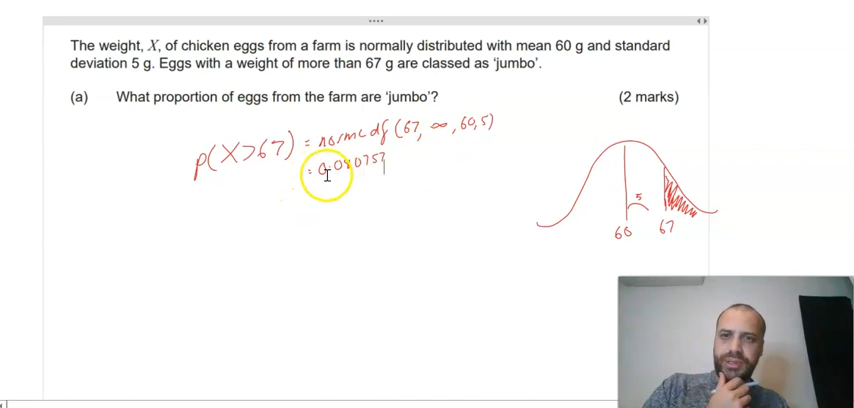 The weight, X, of chicken eggs from a farm is normally distributed with mean 60 g and standard
deviation 5 g. Eggs with a weight of more than 67 g are classed as ‘jumbo’.
(a) What proportion of eggs from the farm are ‘jumbo’? (2 marks)
P(X>67) = normcdf(67, ∞, 60, 5)
= 0.080757
5
60 67